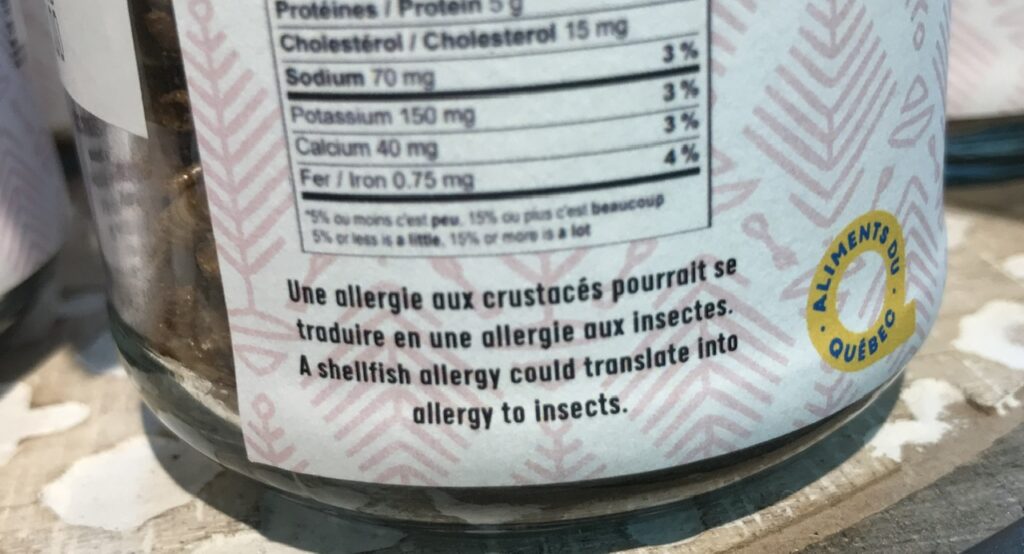 Protéines / Protein 5 g
Cholestérol / Cholesterol 15 mg
Sodium 70 mg 3 %
Potassium 150 mg 3 %
Calcium 40 mg 3 %
Fer / Iron 0.75 mg 4 %
*5% ou moins c'est peu, 15% ou plus c'est beaucoup
5% or less is a little, 15% or more is a lot
Une allergie aux crustacés pourrait se
traduire en une allergie aux insectes.
A shellfish allergy could translate into
allergy to insects.
· ALIMENTS DU ·
QUÉBEC